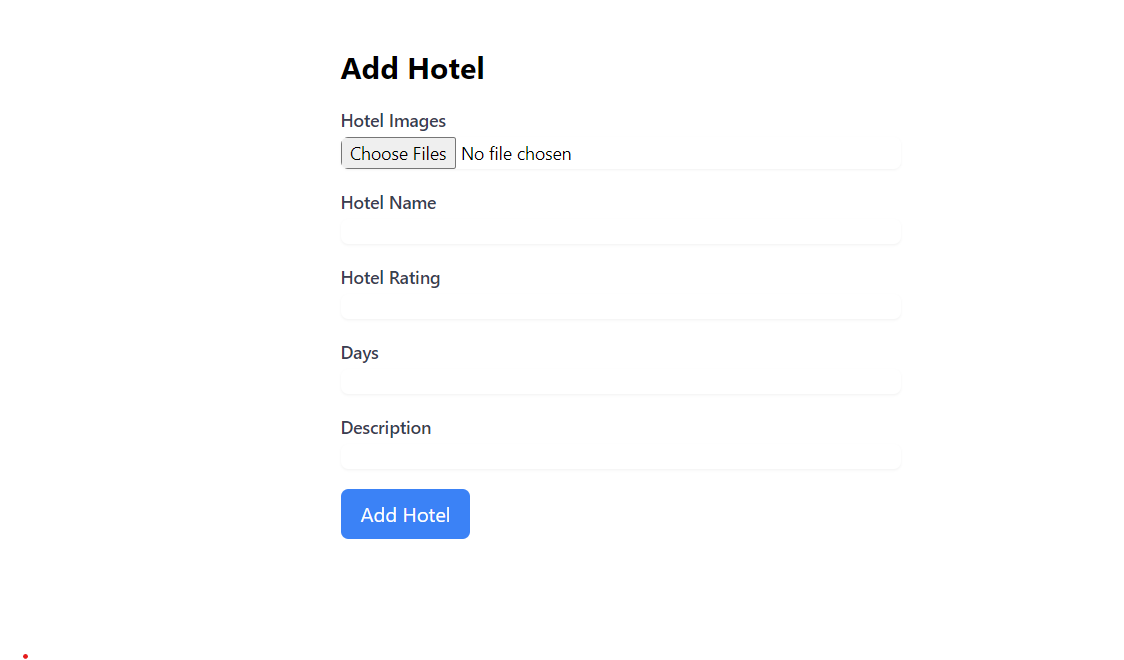 Add Hotel
Hotel Images
Choose Files No file chosen
Hotel Name
Hotel Rating
Days
Description
Add Hotel